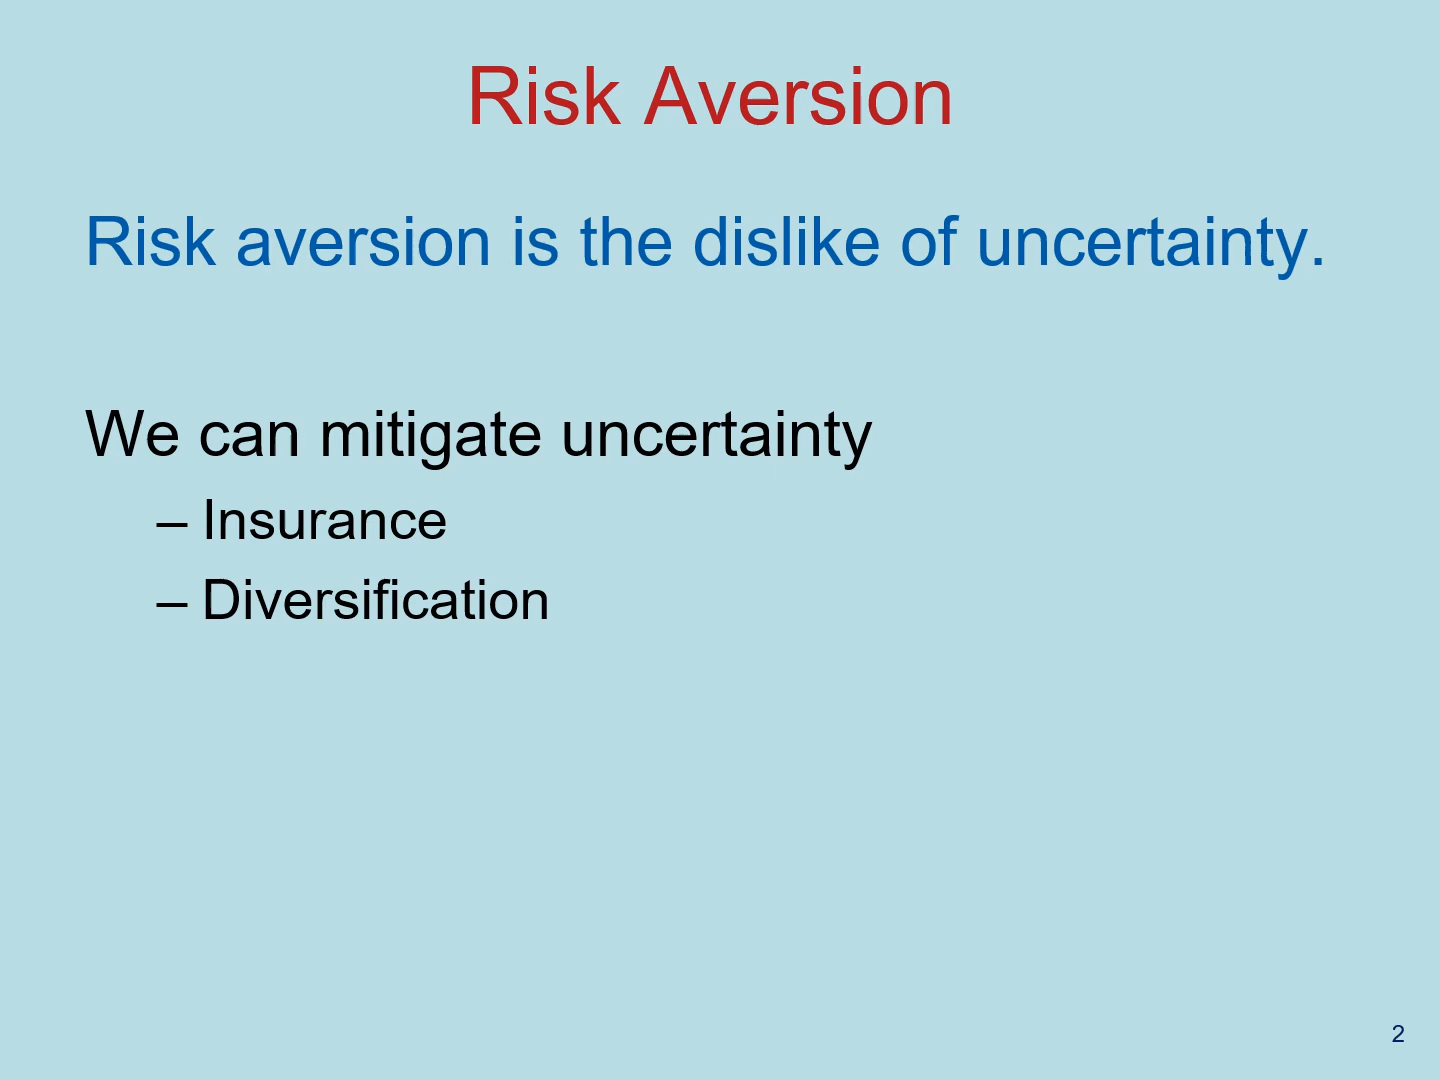 Risk Aversion
Risk aversion is the dislike of uncertainty.
We can mitigate uncertainty
– Insurance
– Diversification
2